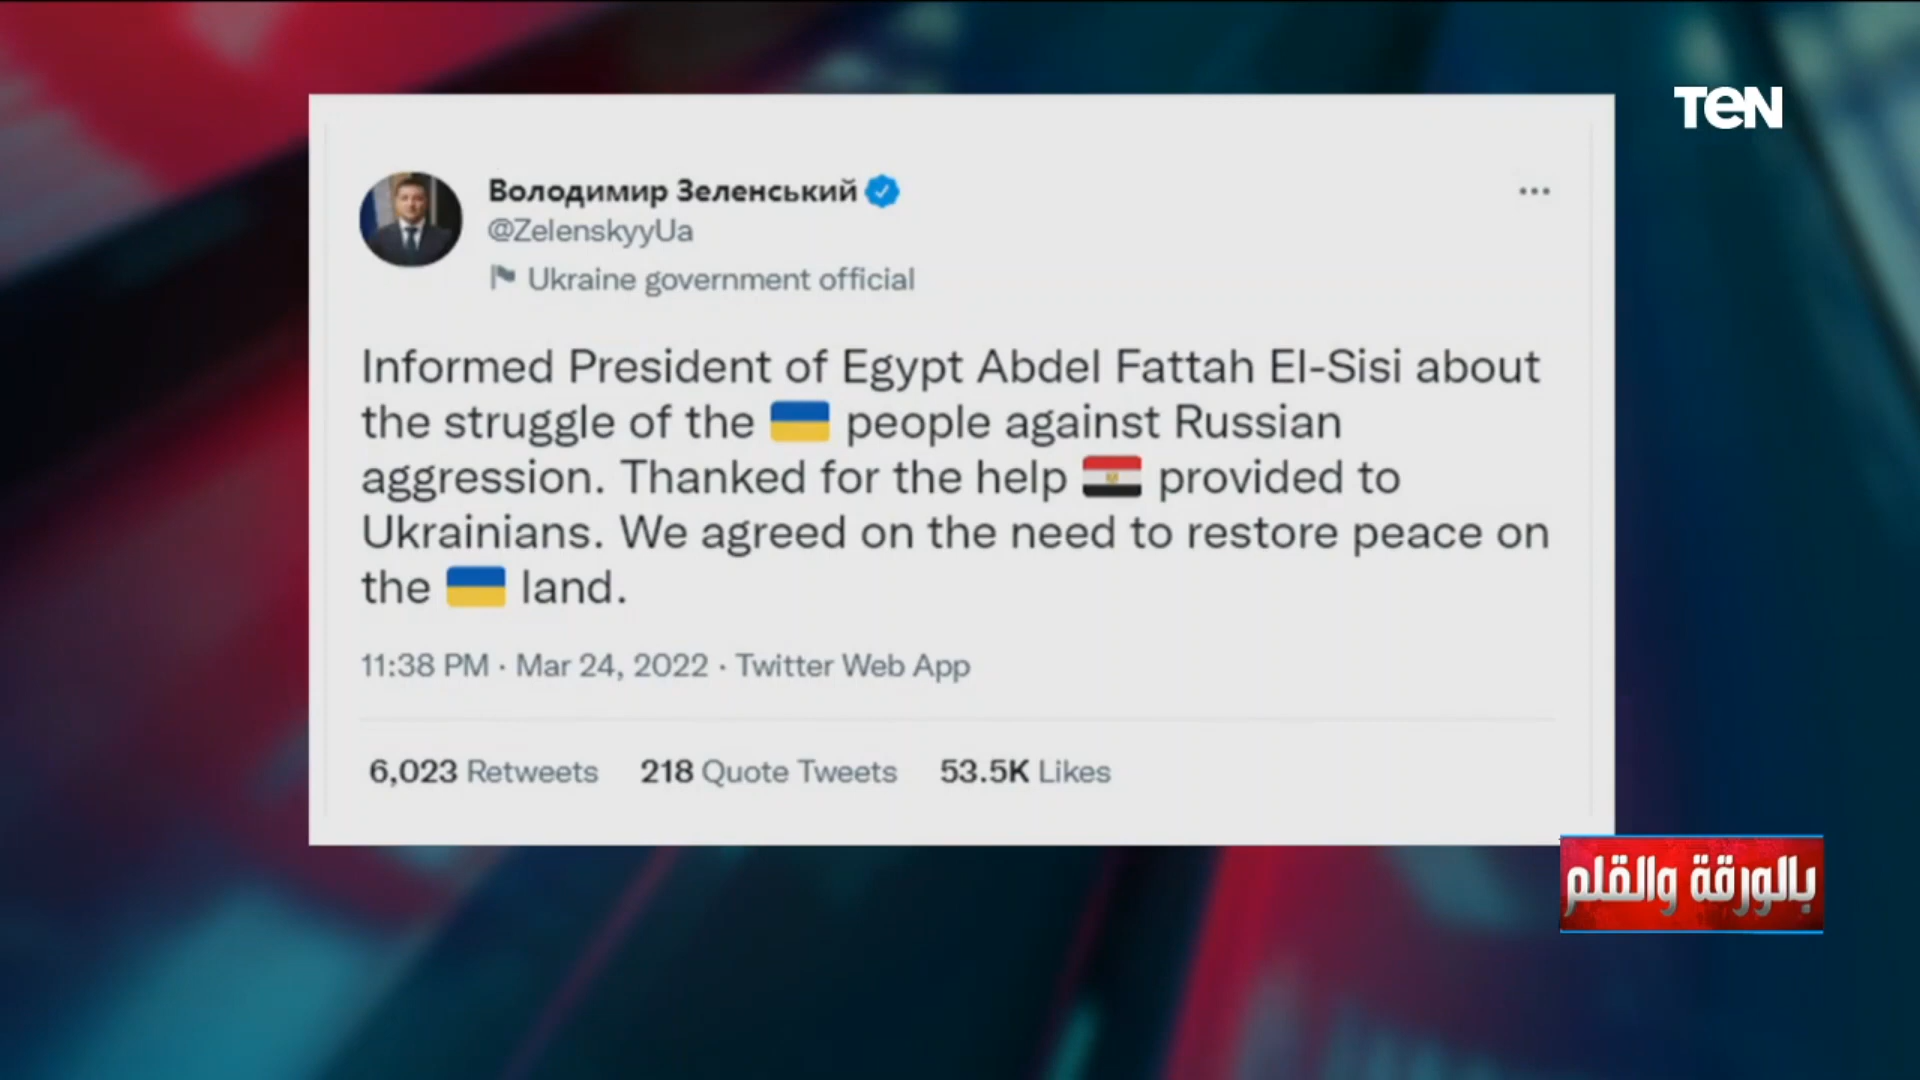 TeN
Володимир Зеленський
@ZelenskyyUa
Ukraine government official
Informed President of Egypt Abdel Fattah El-Sisi about
the struggle of the 🇺🇦 people against Russian
aggression. Thanked for the help 🇪🇬 provided to
Ukrainians. We agreed on the need to restore peace on
the 🇺🇦 land.
11:38 PM · Mar 24, 2022 · Twitter Web App
6,023 Retweets 218 Quote Tweets 53.5K Likes
بالورقة والقلم